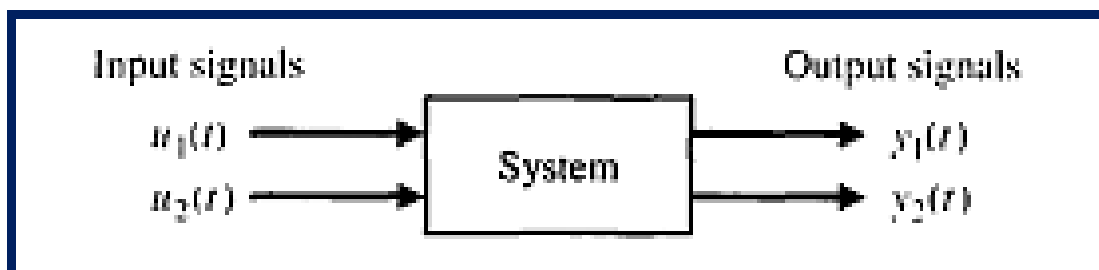 Input signals Output signals
u₁(t) System y₁(t)
u₂(t) y₂(t)